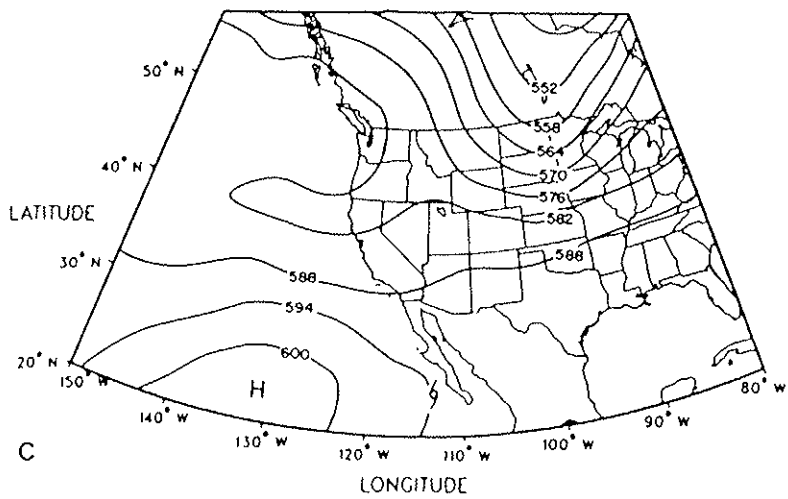 50° N
40° N
LATITUDE
30° N
20° N
552
558
564
570
576
582
588
588
594
600
H
150° W
140° W
130° W
120° W
110° W
100° W
90° W
80° W
C
LONGITUDE